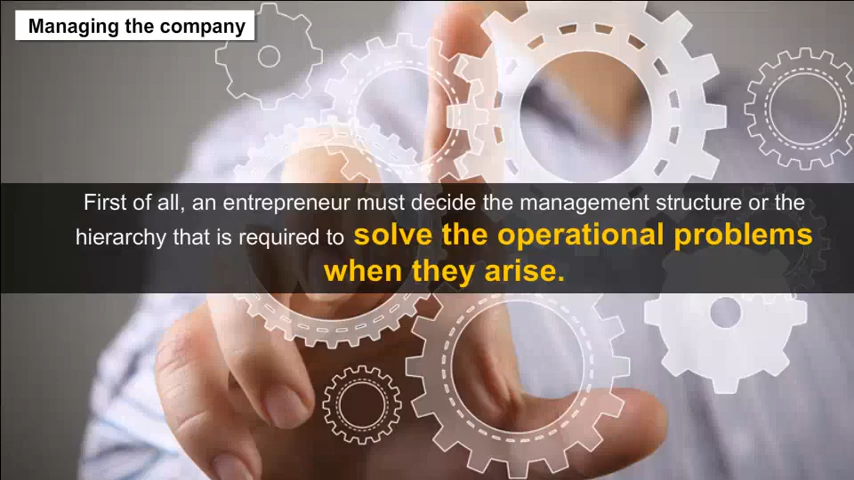 Managing the company
First of all, an entrepreneur must decide the management structure or the
hierarchy that is required to solve the operational problems
when they arise.